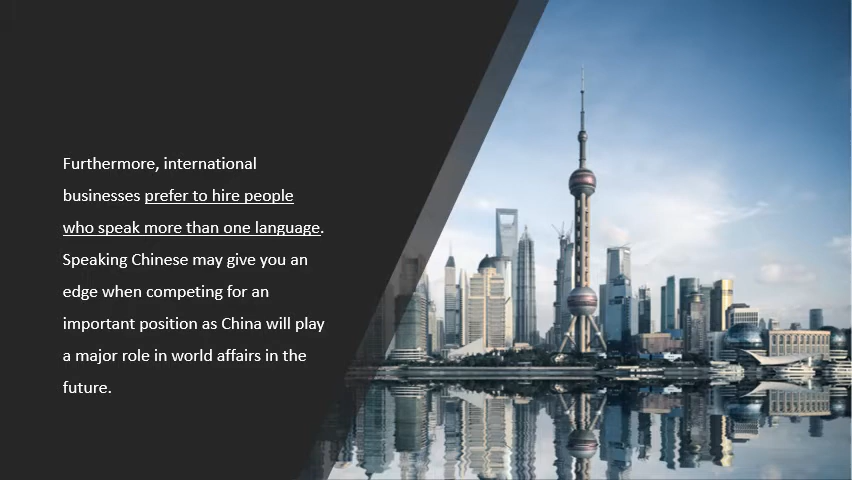 Furthermore, international
businesses prefer to hire people
who speak more than one language.
Speaking Chinese may give you an
edge when competing for an
important position as China will play
a major role in world affairs in the
future.